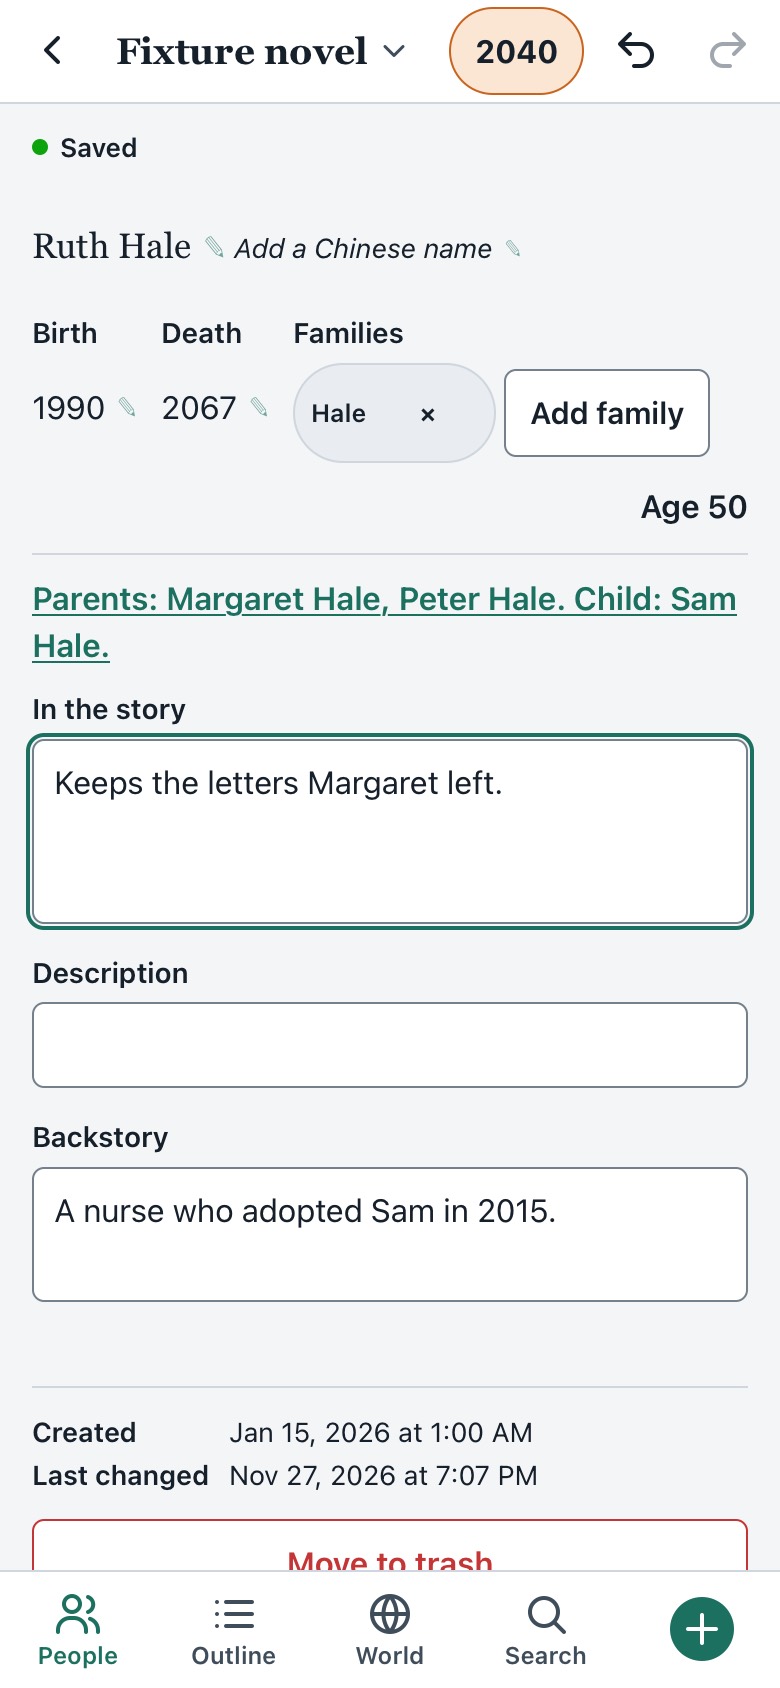 Fixture novel
2040
Saved
Ruth Hale
Add a Chinese name
Birth
Death
Families
1990
2067
Hale ×
Add family
Age 50
Parents: Margaret Hale, Peter Hale. Child: Sam
Hale.
In the story
Keeps the letters Margaret left.
Description
Backstory
A nurse who adopted Sam in 2015.
Created Jan 15, 2026 at 1:00 AM
Last changed Nov 27, 2026 at 7:07 PM
Move to trash
People
Outline
World
Search